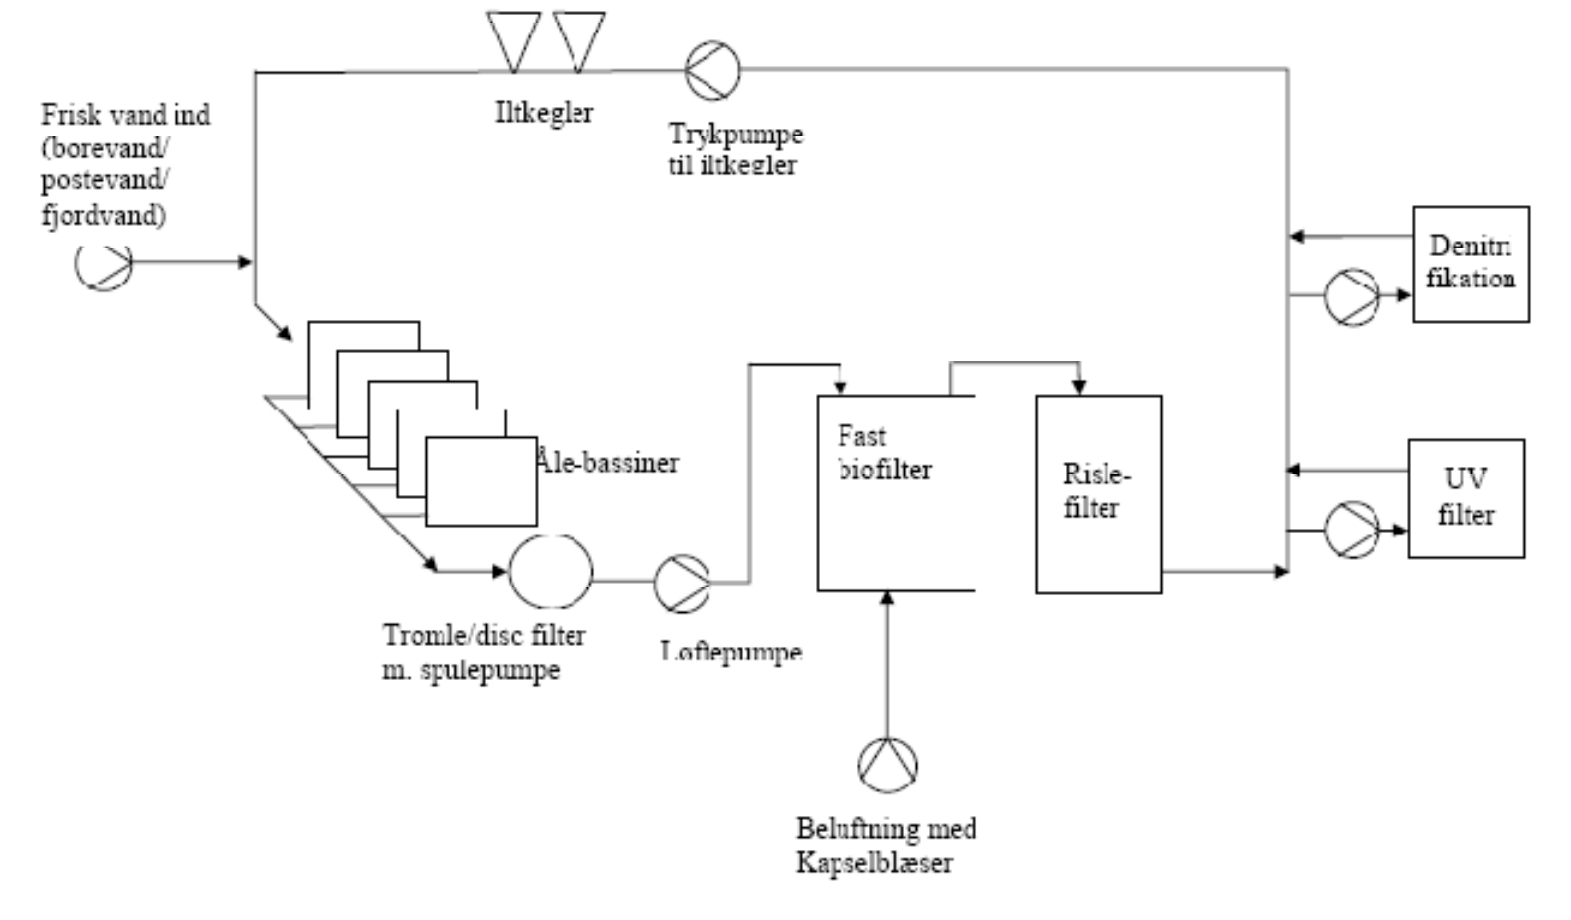 Iltkegler
Trykpumpe
til iltkegler
Frisk vand ind
(borevand/
postevand/
fjordvand)
Denitri
fikation
Åle-bassiner
Fast
biofilter
Risle-
filter
UV
filter
Tromle/disc filter
m. spulepumpe
Løftepumpe
Beluftning med
Kapselblæser